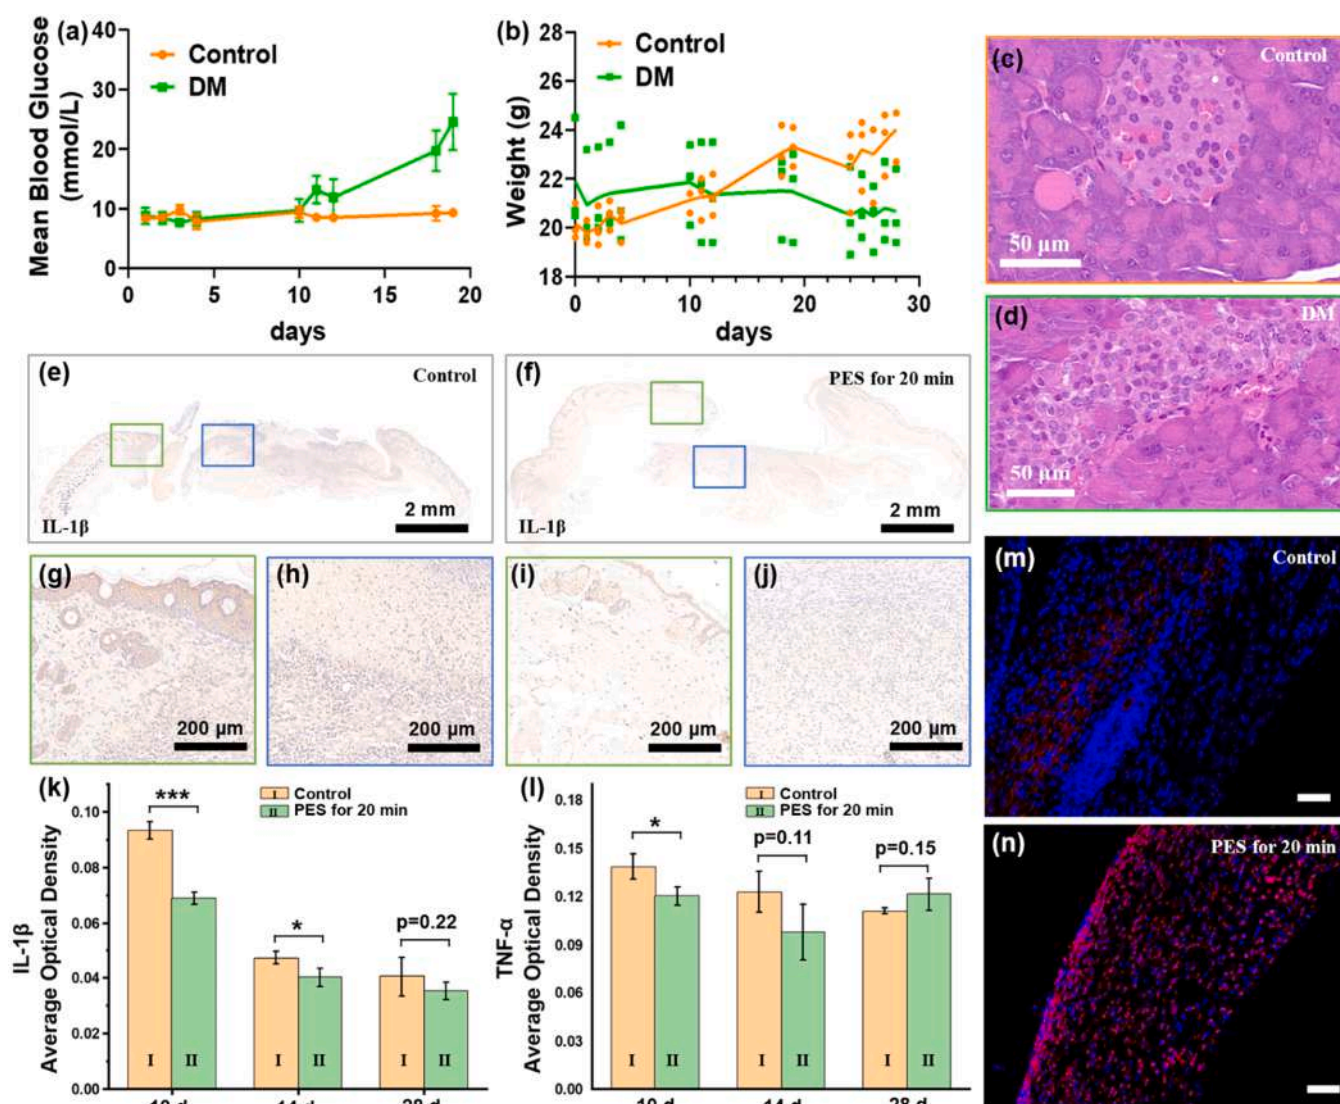 (a)
Mean Blood Glucose
(mmol/L)
40
30
20
10
0
Control
DM
0 5 10 15 20
days
(b)
Weight (g)
28
26
24
22
20
18
Control
DM
0 10 20 30
days
(c)
Control
50 µm
(d)
DM
50 µm
(e)
Control
IL-1β
2 mm
(f)
PES for 20 min
IL-1β
2 mm
(g)
200 µm
(h)
200 µm
(i)
200 µm
(j)
200 µm
(k)
IL-1β
Average Optical Density
0.10
0.08
0.06
0.04
0.02
0.00
I Control
II PES for 20 min
***
*
p=0.22
I II I II I II
(l)
TNF-α
Average Optical Density
0.18
0.15
0.12
0.09
0.06
0.03
0.00
I Control
II PES for 20 min
*
p=0.11
p=0.15
I II I II I II
10 d 14 d 28 d
(m)
Control
(n)
PES for 20 min